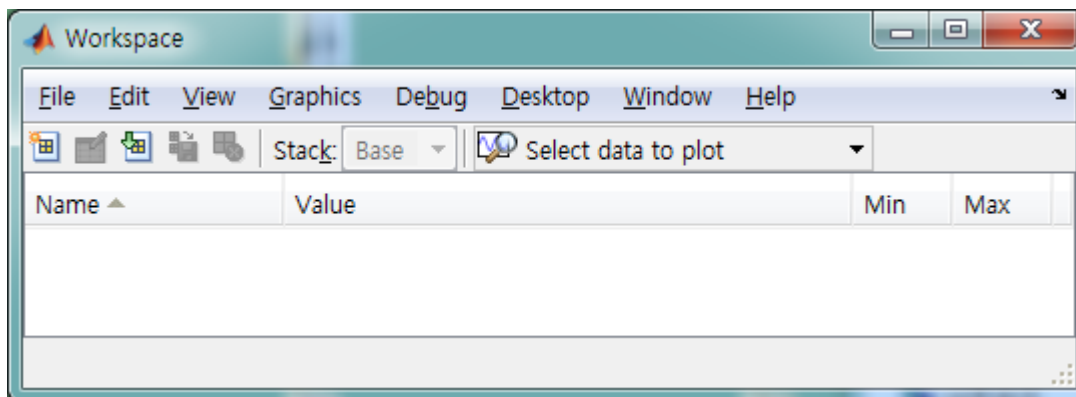 Workspace
File Edit View Graphics Debug Desktop Window Help
Stack: Base Select data to plot
Name Value Min Max